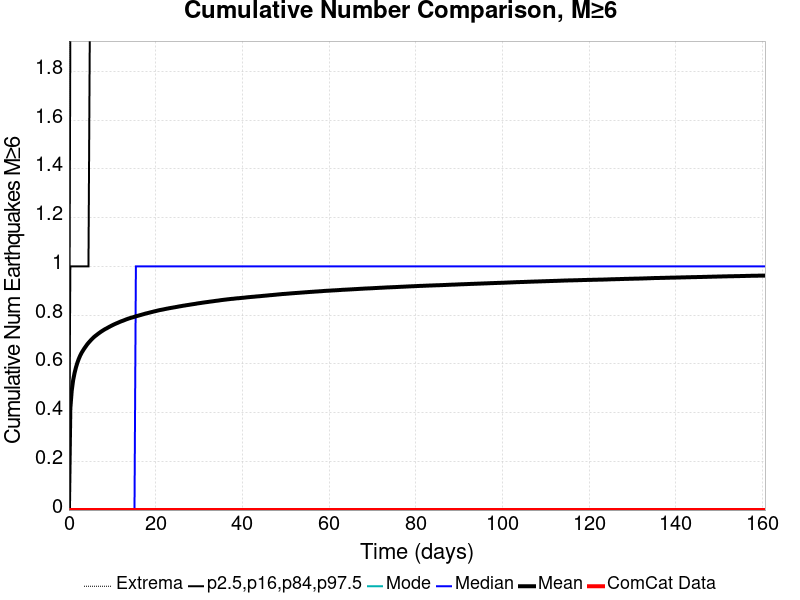 Cumulative Number Comparison, M≥6
Cumulative Num Earthquakes M≥6
1.8
1.6
1.4
1.2
1
0.8
0.6
0.4
0.2
0
0 20 40 60 80 100 120 140 160
Time (days)
Extrema p2.5,p16,p84,p97.5 Mode Median Mean ComCat Data